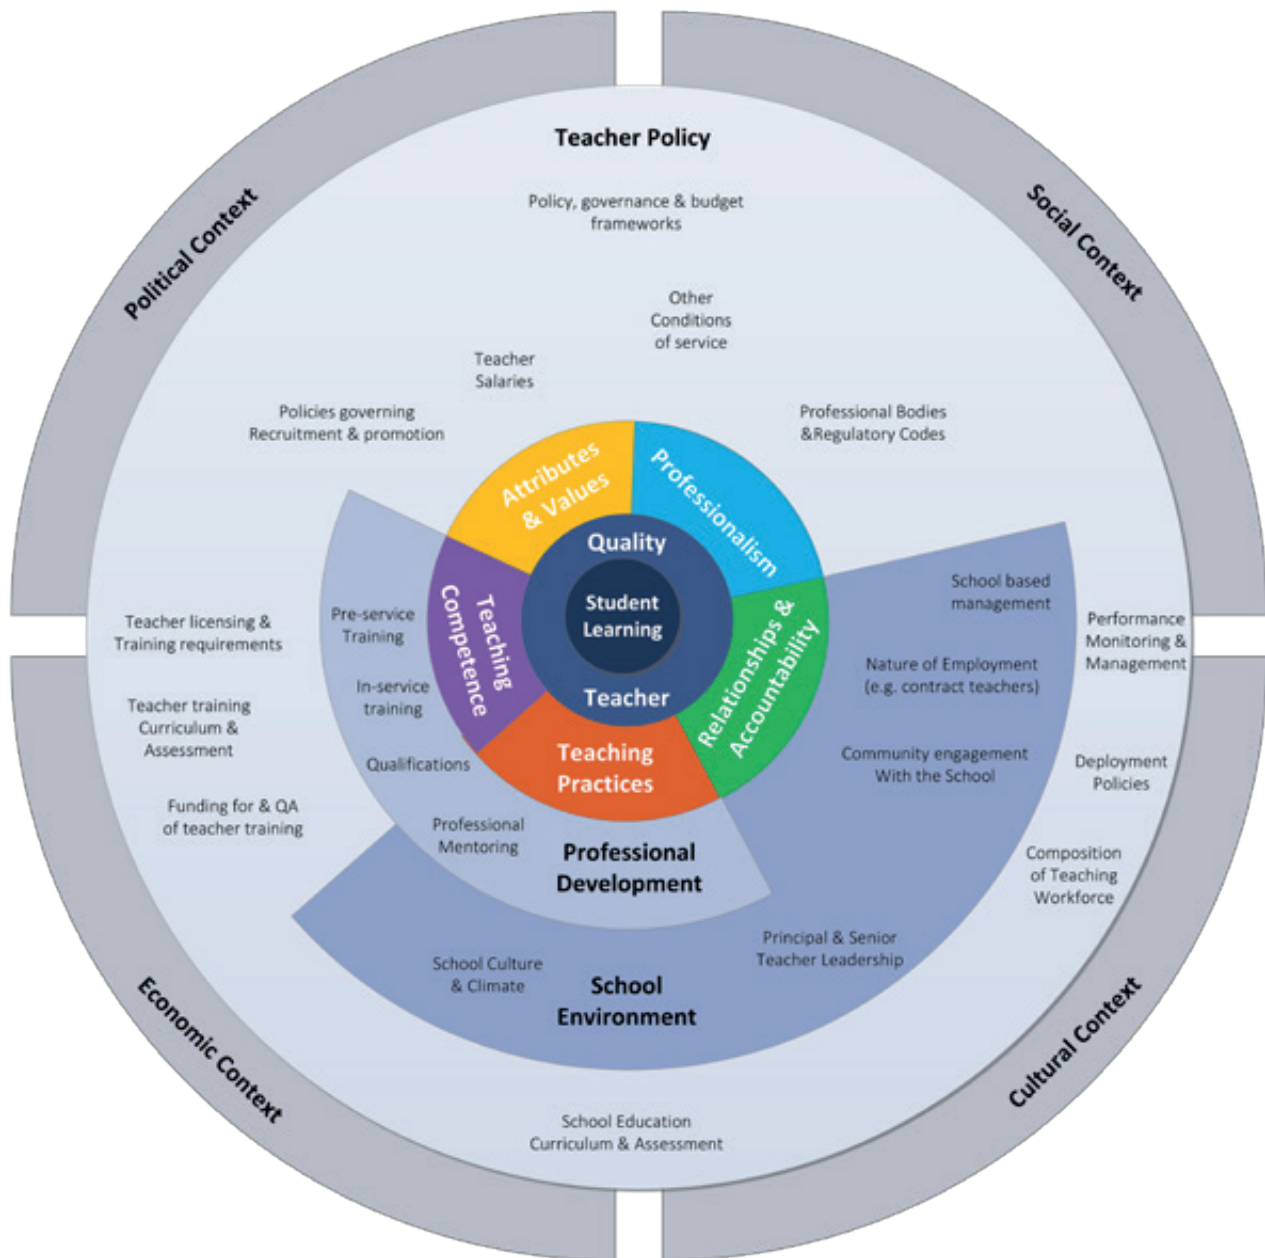 Teacher Policy
Policy, governance & budget
frameworks
Political Context
Social Context
Other
Conditions
of service
Teacher
Salaries
Policies governing
Recruitment & promotion
Professional Bodies
&Regulatory Codes
Attributes
& Values
Professionalism
Quality
Teacher
Student
Learning
Teaching
Competence
Relationships &
Accountability
Teaching
Practices
Pre-service
Training
In-service
training
Qualifications
Professional
Mentoring
Professional
Development
Teacher licensing &
Training requirements
Teacher training
Curriculum &
Assessment
Funding for & QA
of teacher training
School based
management
Nature of Employment
(e.g. contract teachers)
Community engagement
With the School
Performance
Monitoring &
Management
Deployment
Policies
Composition
of Teaching
Workforce
Principal & Senior
Teacher Leadership
School Culture
& Climate
School
Environment
Economic Context
Cultural Context
School Education
Curriculum & Assessment